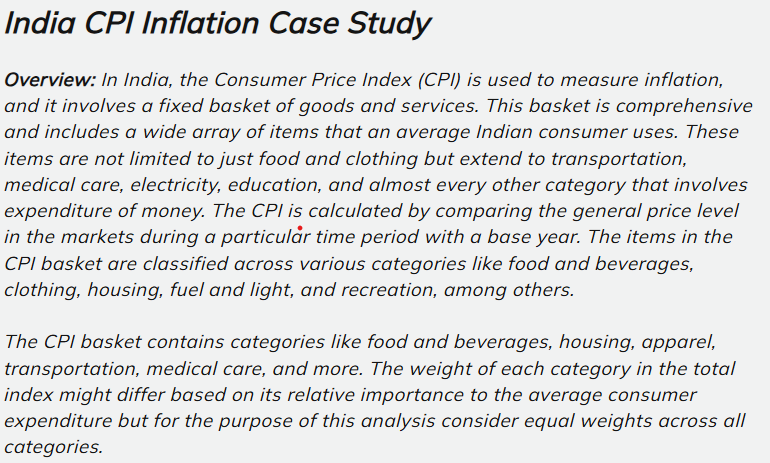 India CPI Inflation Case Study
Overview: In India, the Consumer Price Index (CPI) is used to measure inflation,
and it involves a fixed basket of goods and services. This basket is comprehensive
and includes a wide array of items that an average Indian consumer uses. These
items are not limited to just food and clothing but extend to transportation,
medical care, electricity, education, and almost every other category that involves
expenditure of money. The CPI is calculated by comparing the general price level
in the markets during a particular time period with a base year. The items in the
CPI basket are classified across various categories like food and beverages,
clothing, housing, fuel and light, and recreation, among others.
The CPI basket contains categories like food and beverages, housing, apparel,
transportation, medical care, and more. The weight of each category in the total
index might differ based on its relative importance to the average consumer
expenditure but for the purpose of this analysis consider equal weights across all
categories.